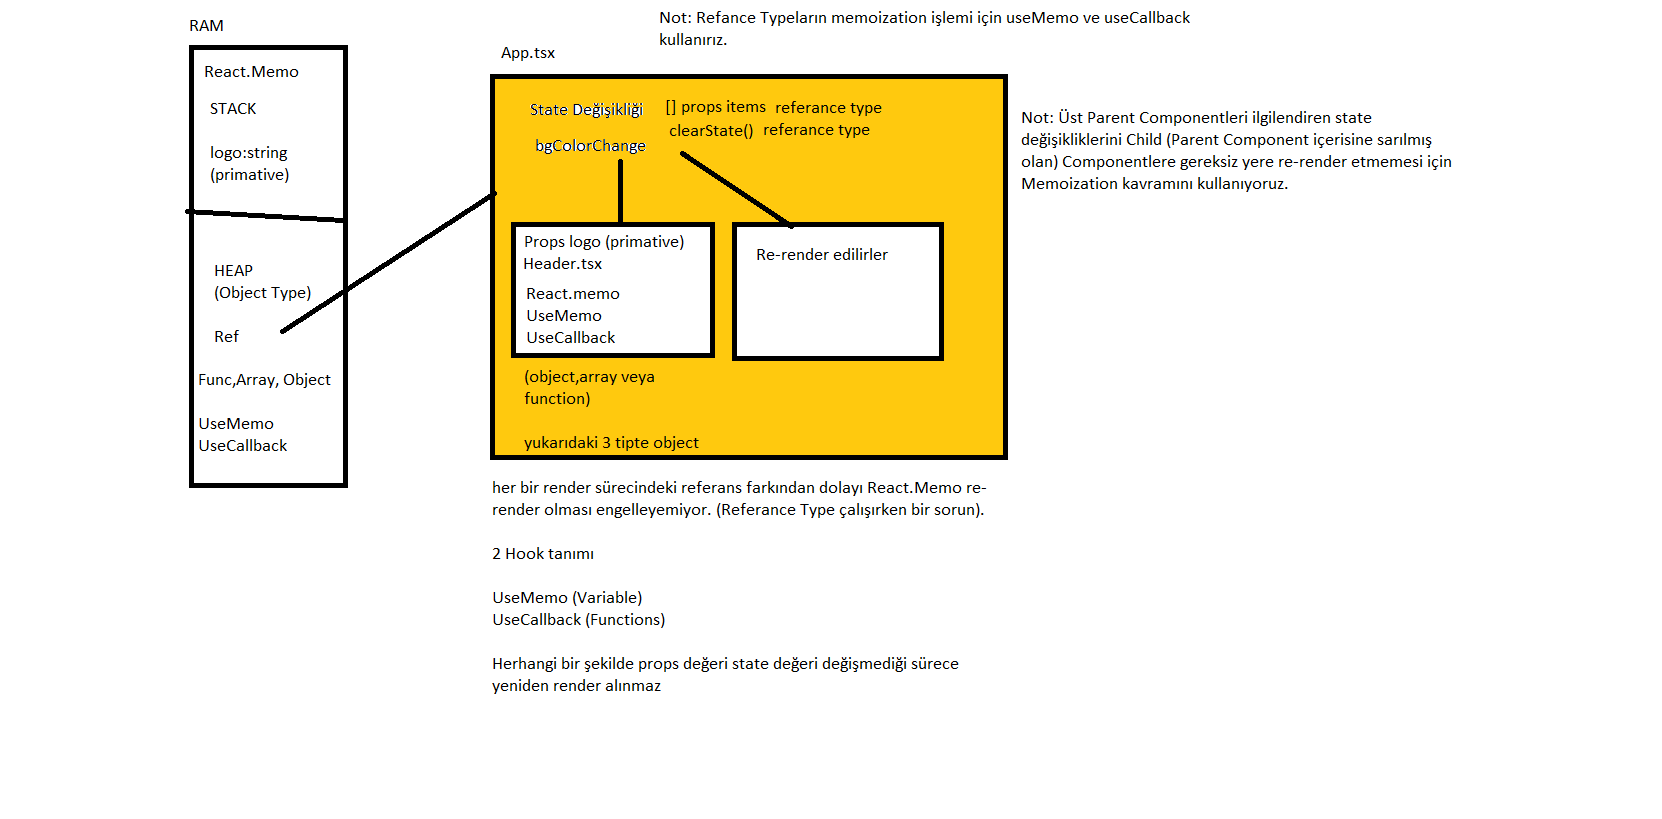 RAM
React.Memo
STACK
logo:string
(primative)
HEAP
(Object Type)
Ref
Func,Array, Object
UseMemo
UseCallback
Not: Refance Typeların memoization işlemi için useMemo ve useCallback
kullanırız.
App.tsx
State Değişikliği
[] props items referance type
clearState() referance type
bgColorChange
Props logo (primative)
Header.tsx
React.memo
UseMemo
UseCallback
Re-render edilirler
(object,array veya
function)
yukarıdaki 3 tipte object
her bir render sürecindeki referans farkından dolayı React.Memo re-
render olması engelleyemiyor. (Referance Type çalışırken bir sorun).
2 Hook tanımı
UseMemo (Variable)
UseCallback (Functions)
Herhangi bir şekilde props değeri state değeri değişmediği sürece
yeniden render alınmaz
Not: Üst Parent Componentleri ilgilendiren state
değişikliklerini Child (Parent Component içerisine sarılmış
olan) Componentlere gereksiz yere re-render etmemesi için
Memoization kavramını kullanıyoruz.